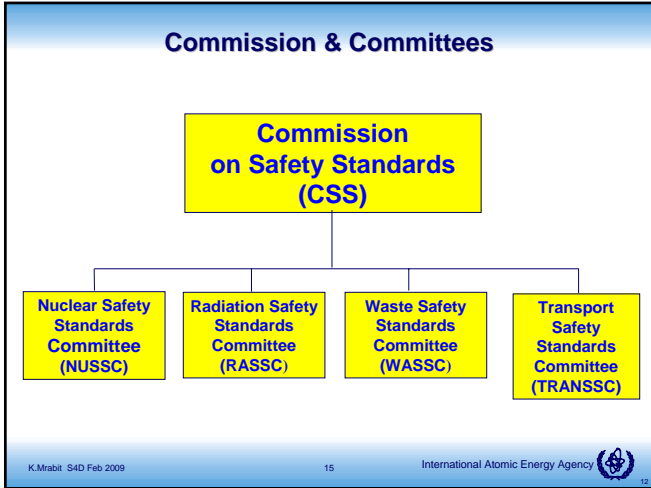 Commission & Committees
Commission
on Safety Standards
(CSS)
Nuclear Safety
Standards
Committee
(NUSSC)
Radiation Safety
Standards
Committee
(RASSC)
Waste Safety
Standards
Committee
(WASSC)
Transport
Safety
Standards
Committee
(TRANSSC)
K.Mrabit S4D Feb 2009
15
International Atomic Energy Agency
12